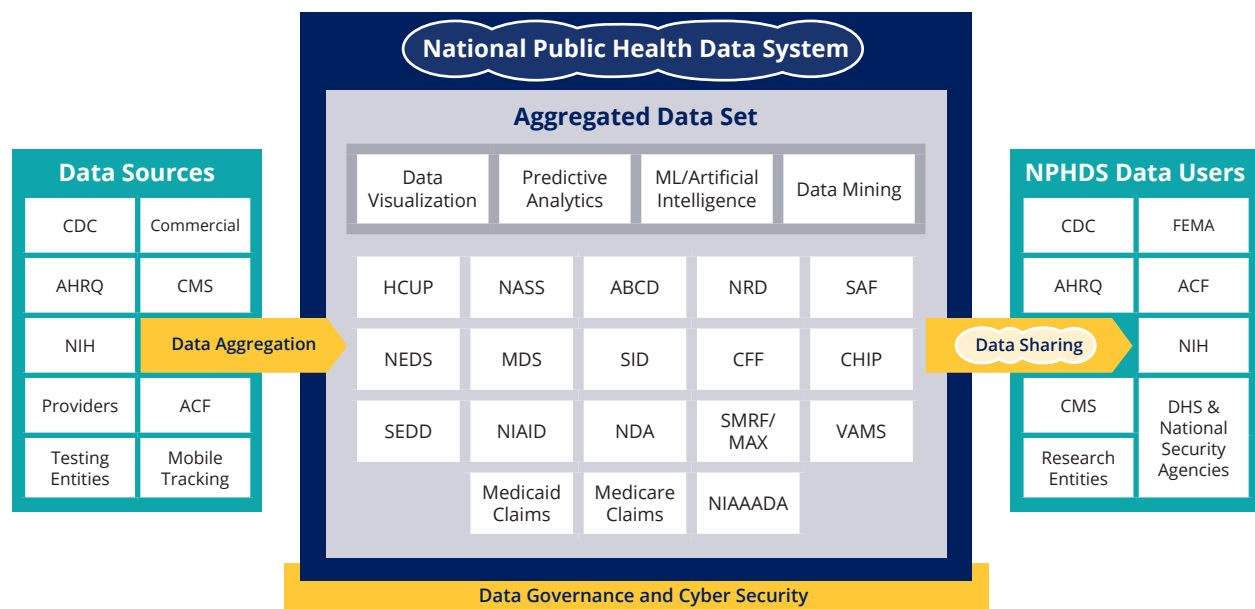 National Public Health Data System
Aggregated Data Set
Data
Visualization
Predictive
Analytics
ML/Artificial
Intelligence
Data Mining
HCUP
NASS
ABCD
NRD
SAF
NEDS
MDS
SID
CFF
CHIP
SEDD
NIAID
NDA
SMRF/
MAX
VAMS
Medicaid
Claims
Medicare
Claims
NIAAADA
Data Sources
CDC
Commercial
AHRQ
CMS
NIH
Data Aggregation
Providers
ACF
Testing
Entities
Mobile
Tracking
Data Sharing
NPHDS Data Users
CDC
FEMA
AHRQ
ACF
NIH
CMS
DHS &
National
Security
Agencies
Research
Entities
Data Governance and Cyber Security